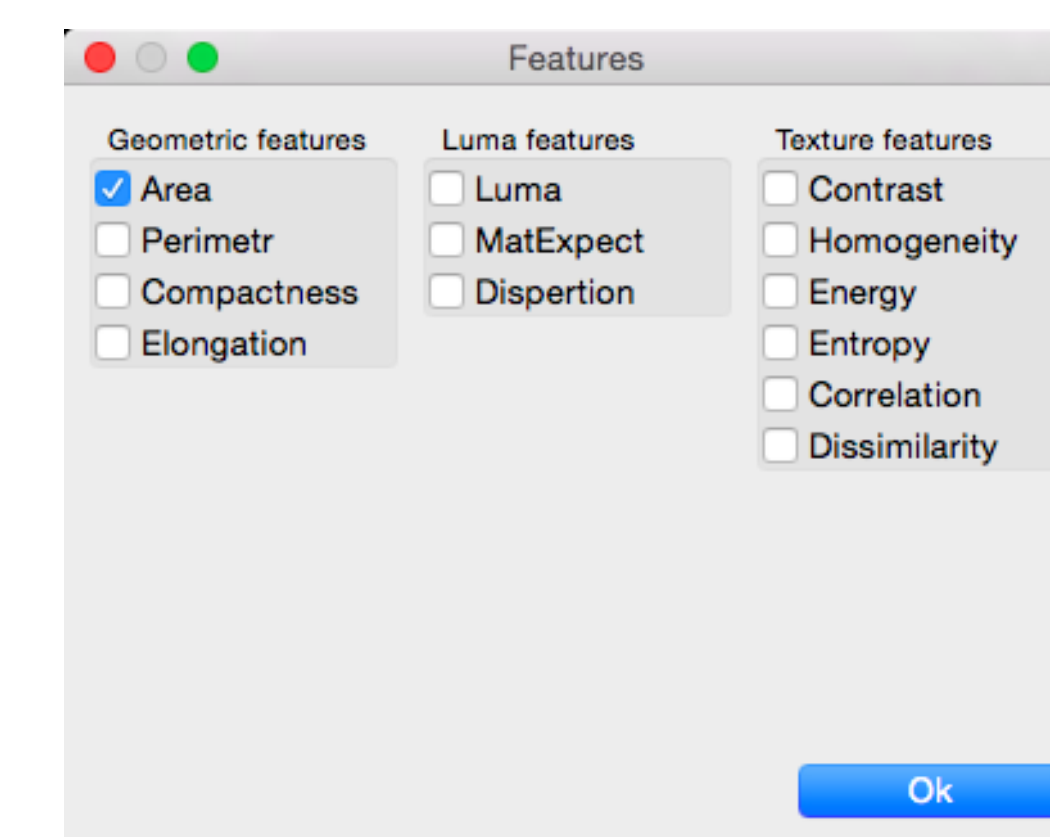 Features
Geometric features
Area
Perimetr
Compactness
Elongation
Luma features
Luma
MatExpect
Dispertion
Texture features
Contrast
Homogeneity
Energy
Entropy
Correlation
Dissimilarity
Ok